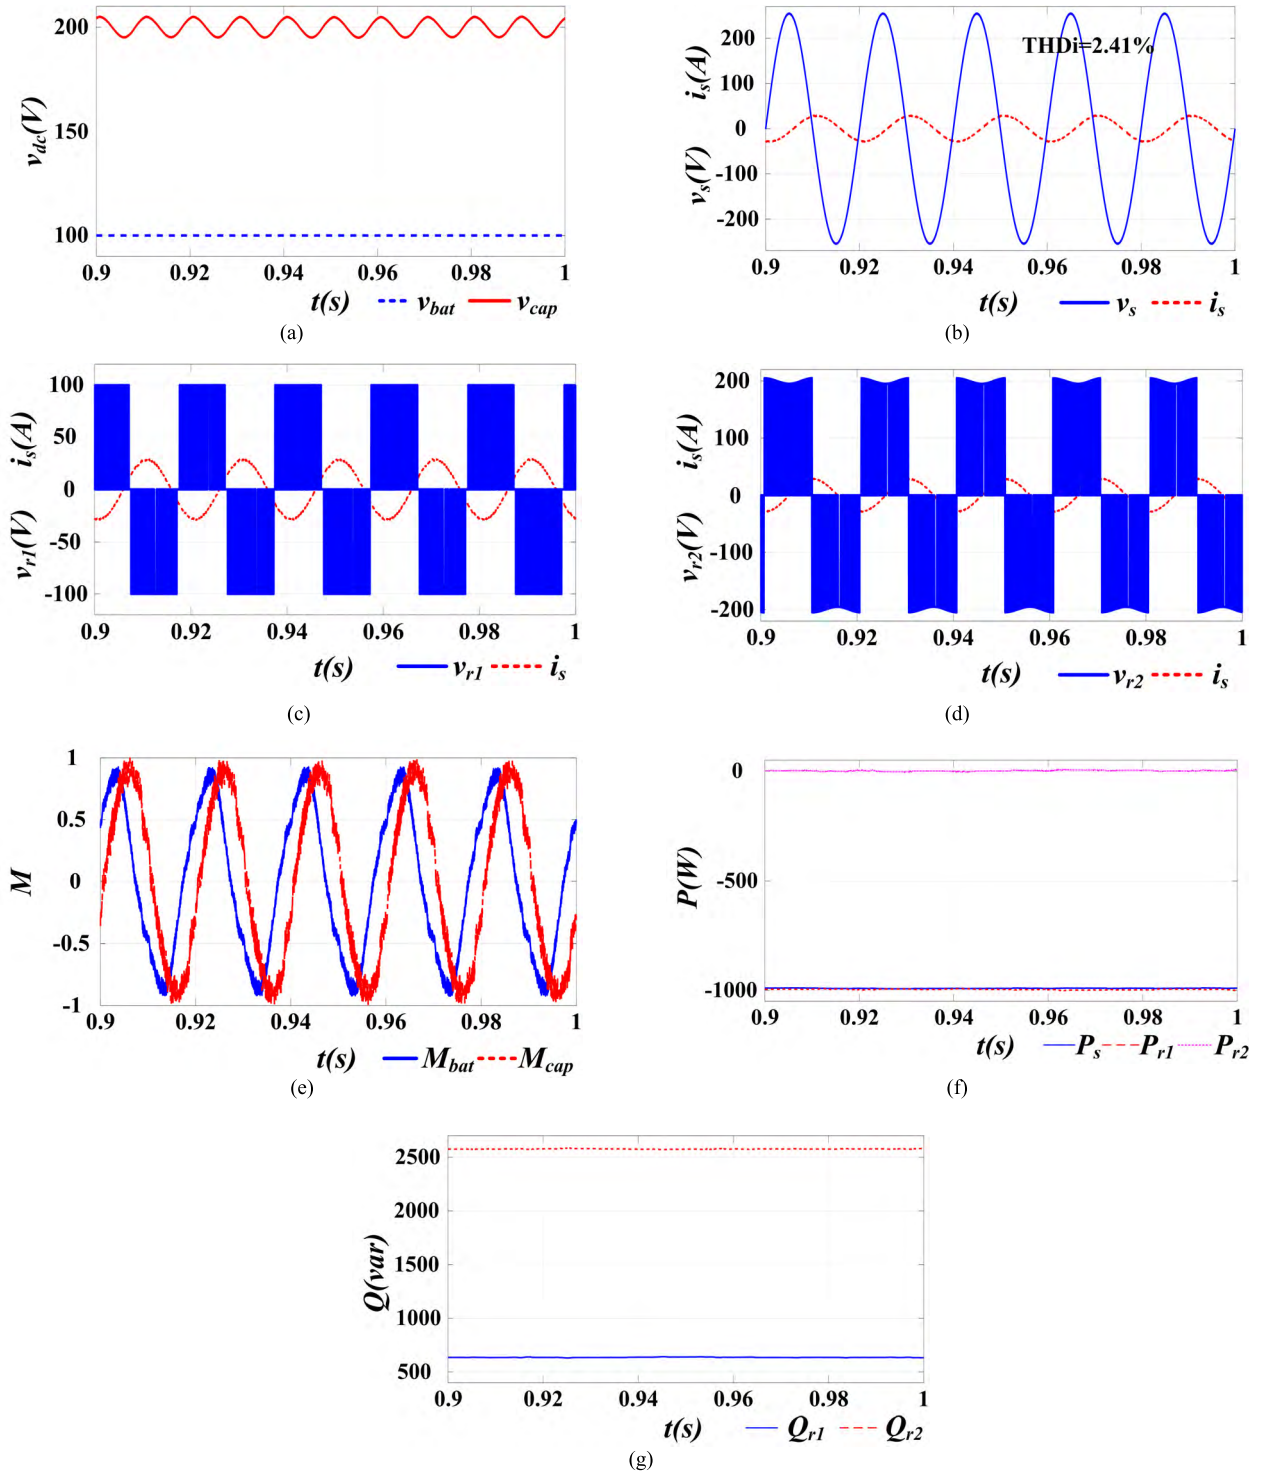 200
150
100
v_dc(V)
0.9 0.92 0.94 0.96 0.98 1
t(s) v_bat v_cap
(a)
200
100
0
-100
-200
i_s(A)
v_s(V)
THDi=2.41%
0.9 0.92 0.94 0.96 0.98 1
t(s) v_s i_s
(b)
100
50
0
-50
-100
i_s(A)
v_r1(V)
0.9 0.92 0.94 0.96 0.98 1
t(s) v_r1 i_s
(c)
200
100
0
-100
-200
i_s(A)
v_r2(V)
0.9 0.92 0.94 0.96 0.98 1
t(s) v_r2 i_s
(d)
1
0.5
0
-0.5
-1
M
0.9 0.92 0.94 0.96 0.98 1
t(s) M_bat M_cap
(e)
0
-500
-1000
P(W)
0.9 0.92 0.94 0.96 0.98 1
t(s) P_s P_r1 P_r2
(f)
2500
2000
1500
1000
500
Q(var)
0.9 0.92 0.94 0.96 0.98 1
t(s) Q_r1 Q_r2
(g)